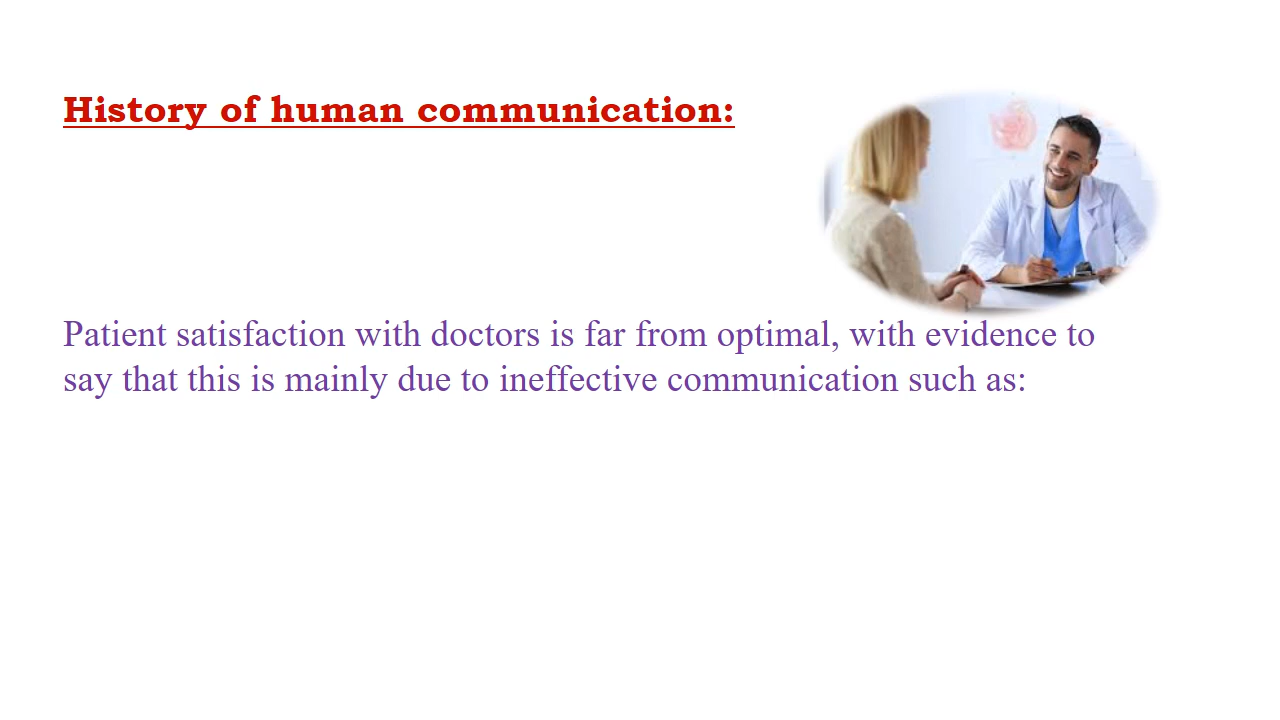 History of human communication:
Patient satisfaction with doctors is far from optimal, with evidence to
say that this is mainly due to ineffective communication such as: